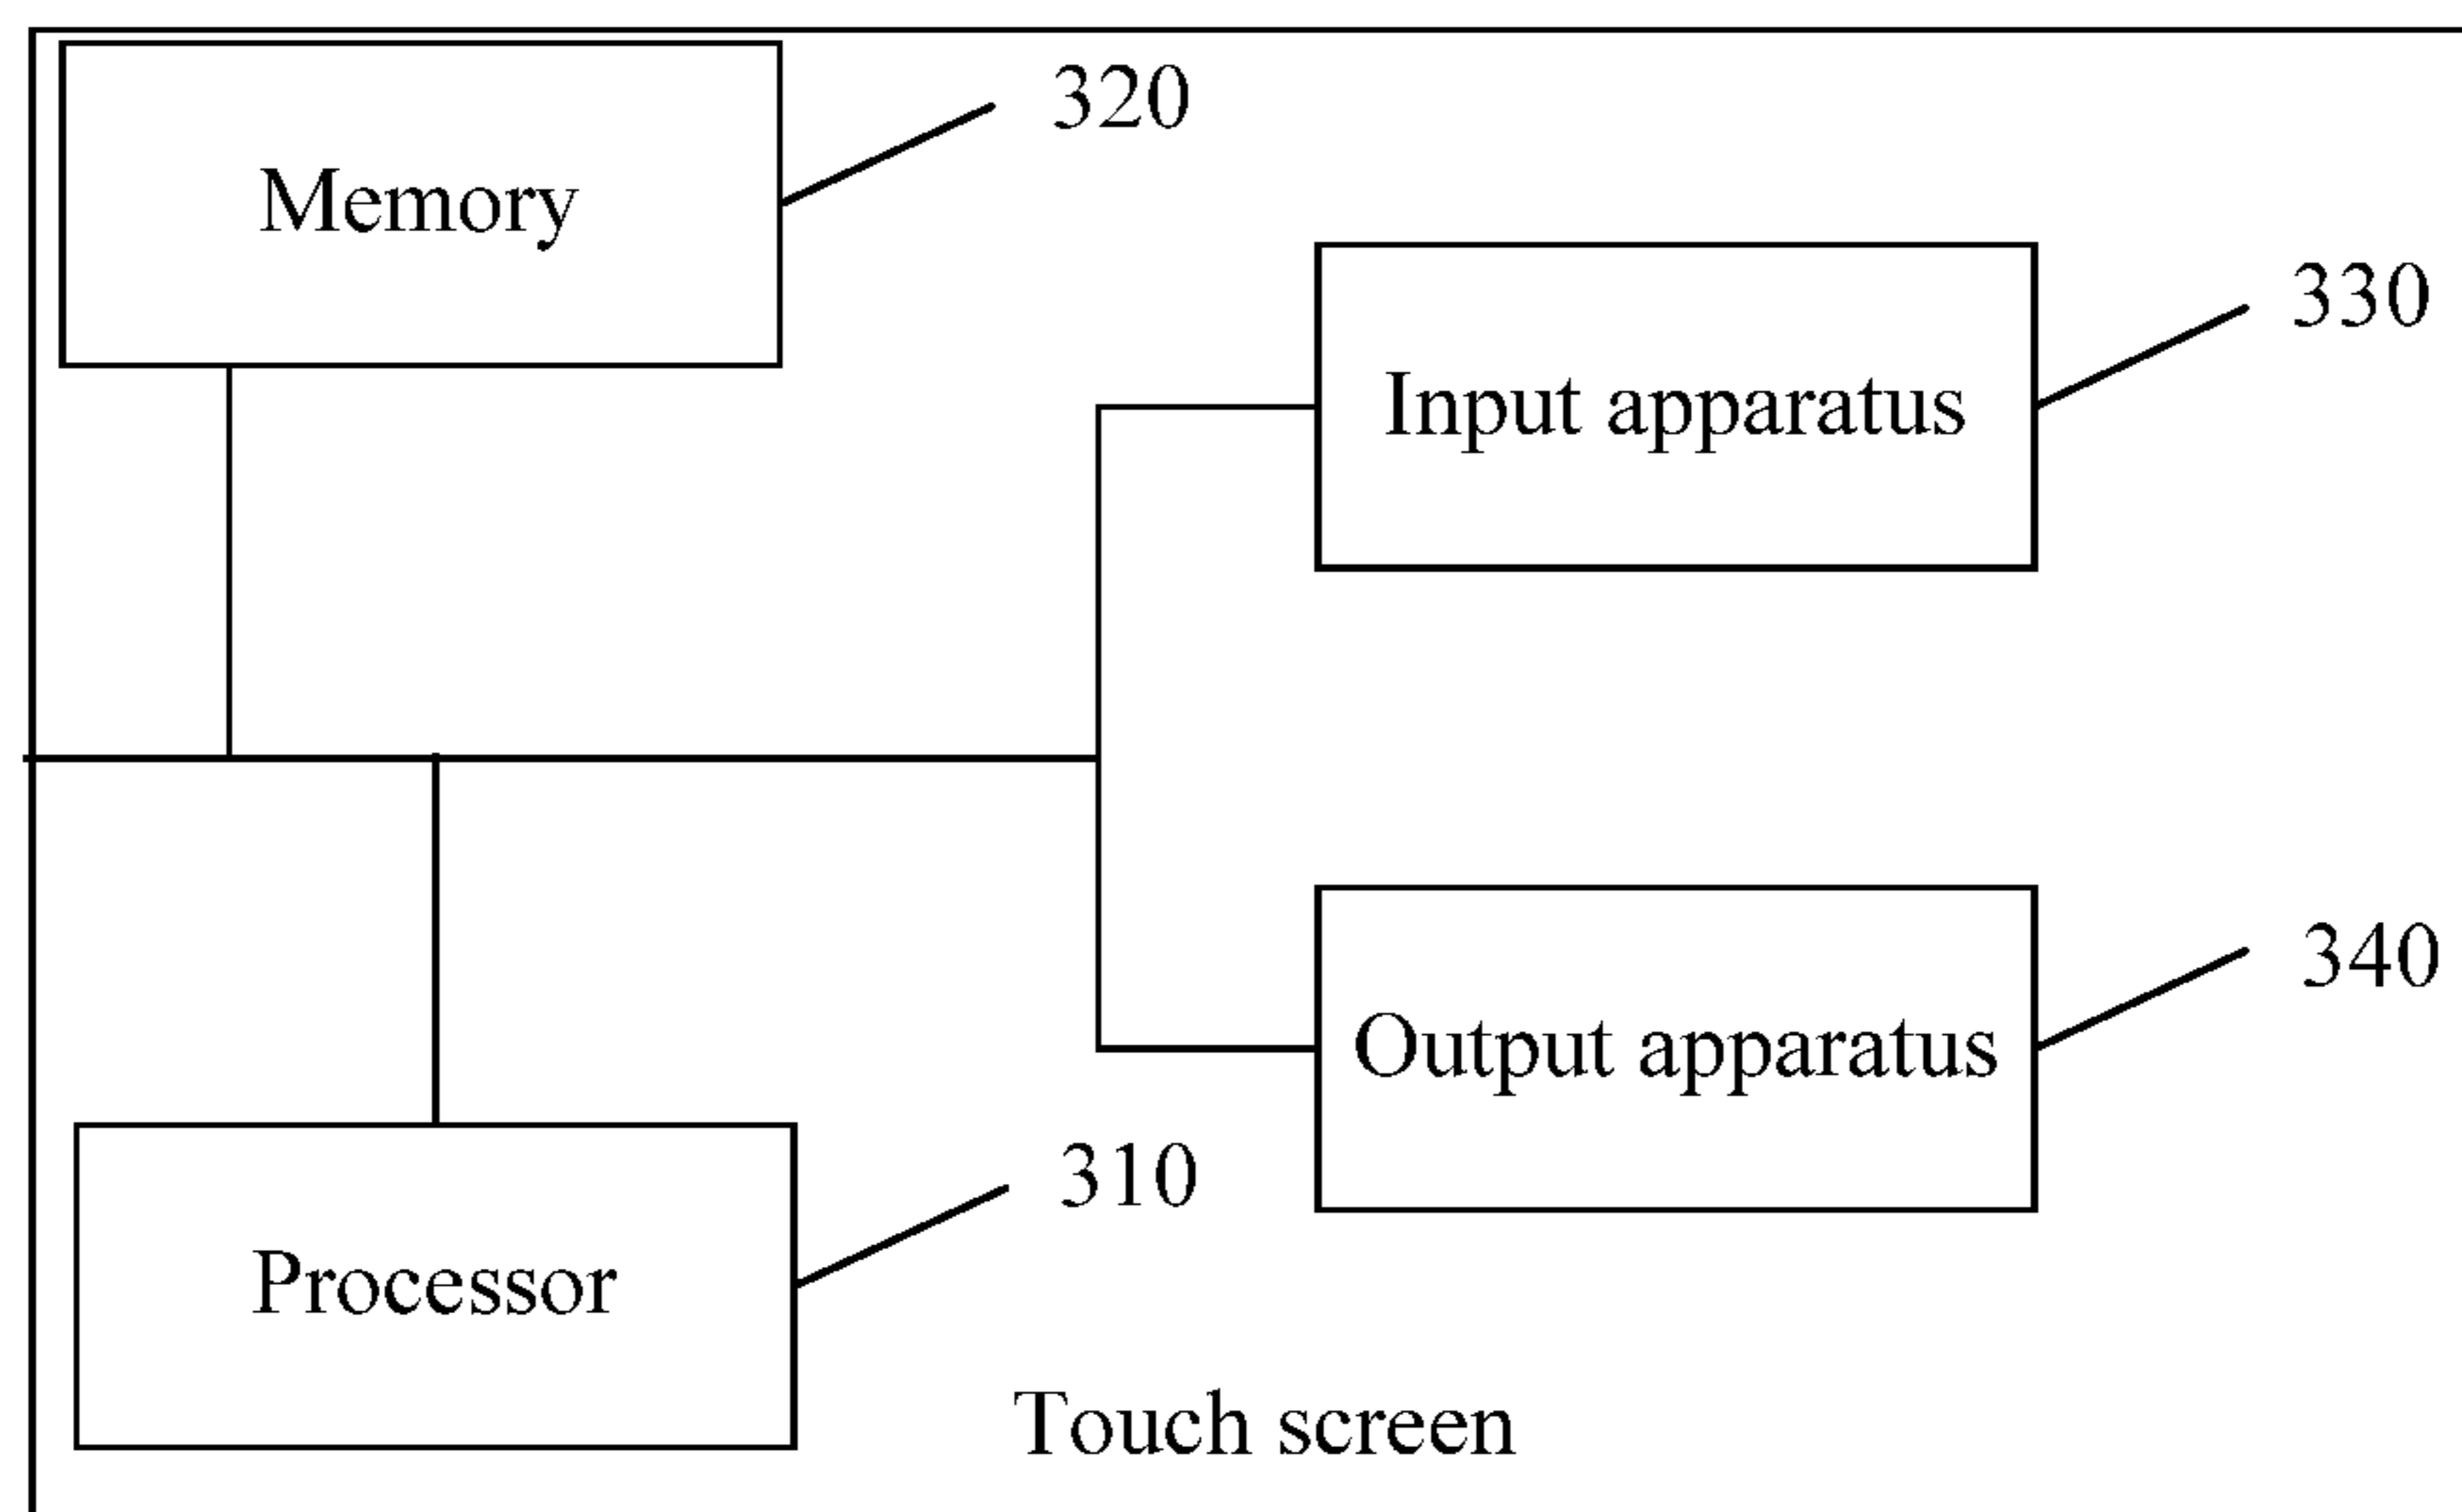 320
Memory
330
Input apparatus
340
Output apparatus
310
Processor
Touch screen